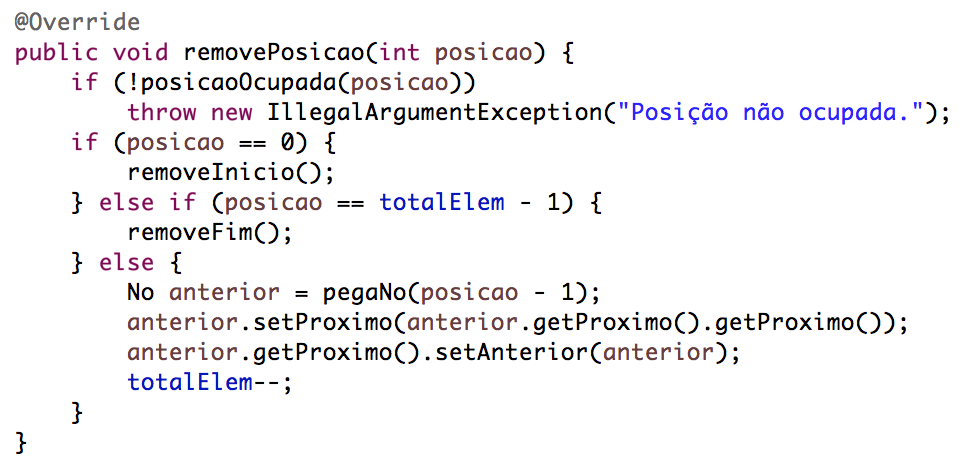 @Override
public void removePosicao(int posicao) {
    if (!posicaoOcupada(posicao))
        throw new IllegalArgumentException("Posição não ocupada.");
    if (posicao == 0) {
        removeInicio();
    } else if (posicao == totalElem - 1) {
        removeFim();
    } else {
        No anterior = pegaNo(posicao - 1);
        anterior.setProximo(anterior.getProximo().getProximo());
        anterior.getProximo().setAnterior(anterior);
        totalElem--;
    }
}